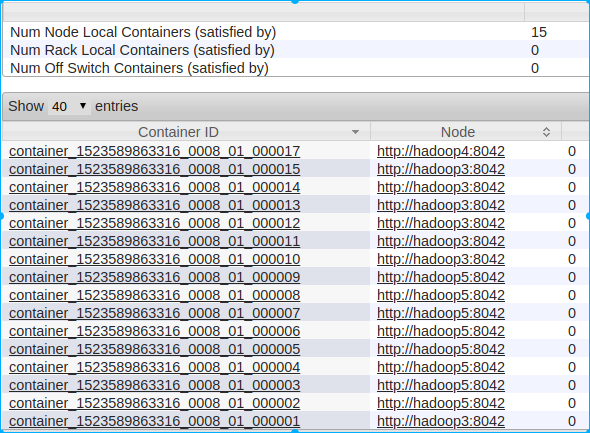 Num Node Local Containers (satisfied by) 15
Num Rack Local Containers (satisfied by) 0
Num Off Switch Containers (satisfied by) 0
Show 40 entries
Container ID Node
container_1523589863316_0008_01_000017 http://hadoop4:8042 0
container_1523589863316_0008_01_000015 http://hadoop3:8042 0
container_1523589863316_0008_01_000014 http://hadoop3:8042 0
container_1523589863316_0008_01_000013 http://hadoop3:8042 0
container_1523589863316_0008_01_000012 http://hadoop3:8042 0
container_1523589863316_0008_01_000011 http://hadoop3:8042 0
container_1523589863316_0008_01_000010 http://hadoop3:8042 0
container_1523589863316_0008_01_000009 http://hadoop5:8042 0
container_1523589863316_0008_01_000008 http://hadoop5:8042 0
container_1523589863316_0008_01_000007 http://hadoop5:8042 0
container_1523589863316_0008_01_000006 http://hadoop5:8042 0
container_1523589863316_0008_01_000005 http://hadoop5:8042 0
container_1523589863316_0008_01_000004 http://hadoop5:8042 0
container_1523589863316_0008_01_000003 http://hadoop5:8042 0
container_1523589863316_0008_01_000002 http://hadoop5:8042 0
container_1523589863316_0008_01_000001 http://hadoop3:8042 0